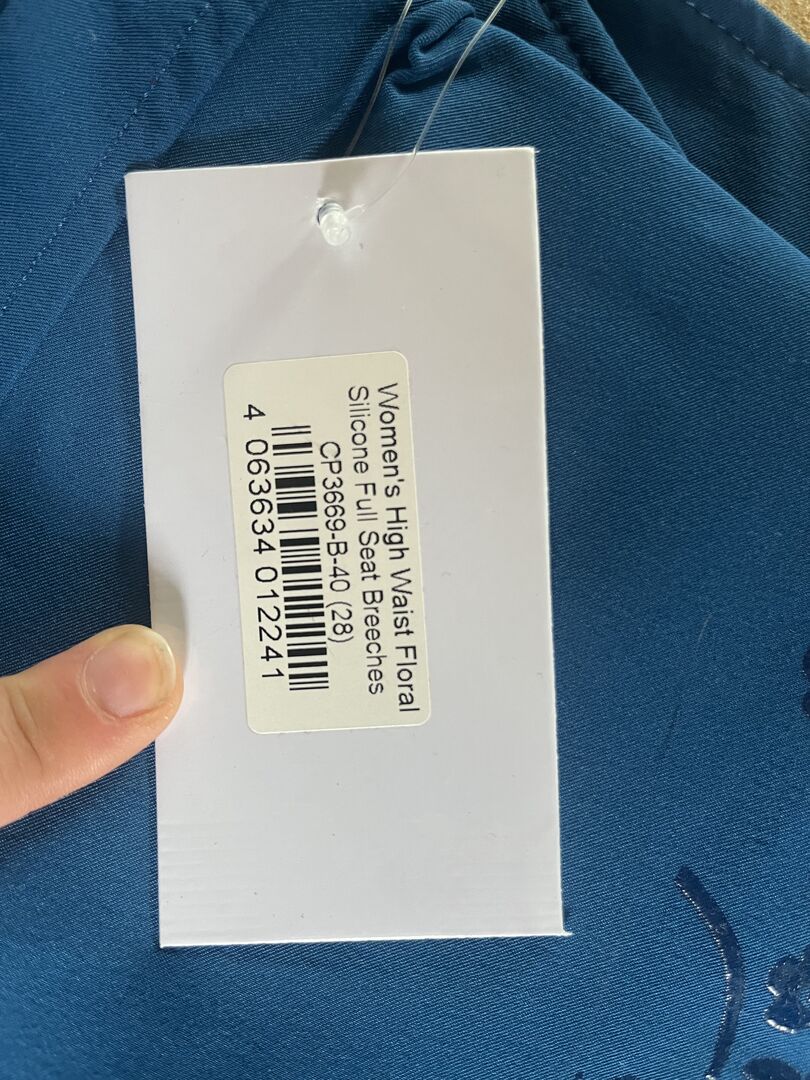 Women's High Waist Floral
Silicone Full Seat Breeches
CP3669-B-40 (28)
4 063634 012241